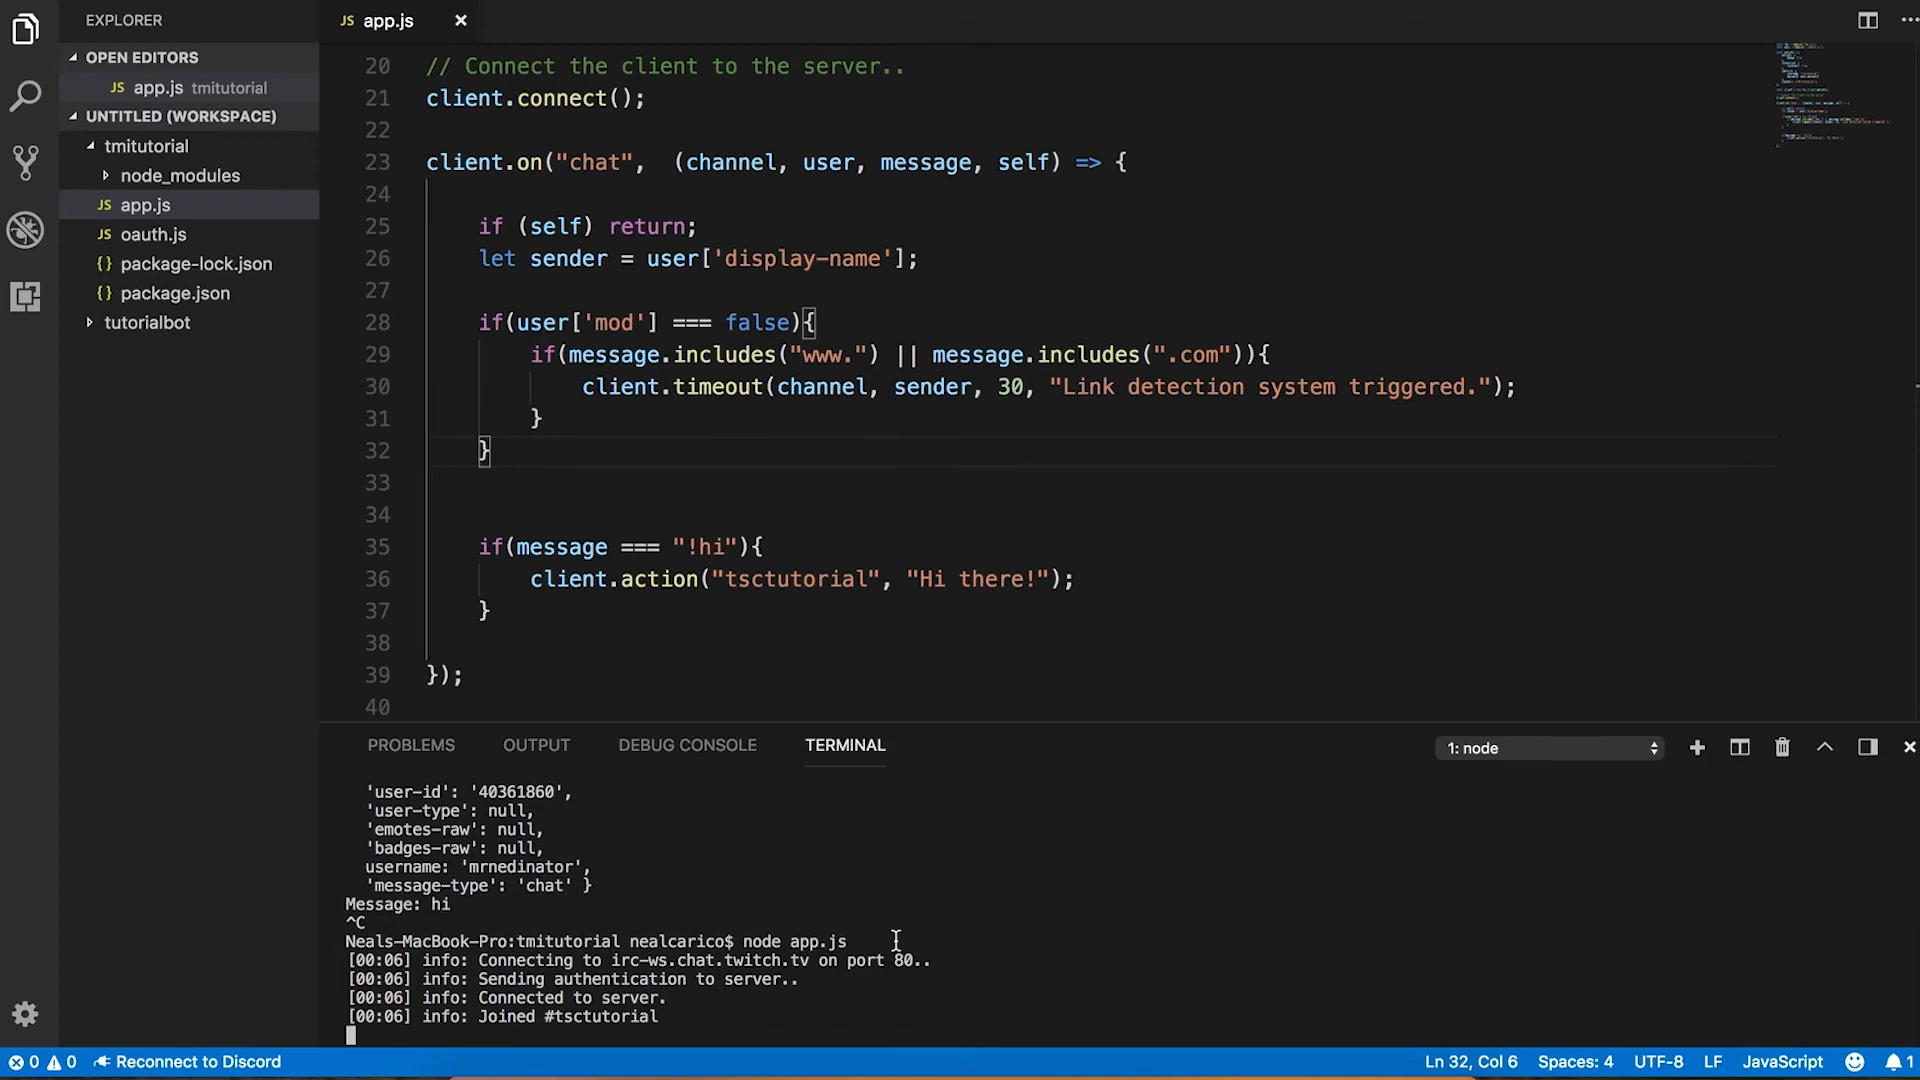 EXPLORER
OPEN EDITORS
JS app.js tmitutorial
UNTITLED (WORKSPACE)
tmitutorial
node_modules
JS app.js
JS oauth.js
{} package-lock.json
{} package.json
tutorialbot
JS app.js ×
20 // Connect the client to the server..
21 client.connect();
22
23 client.on("chat",  (channel, user, message, self) => {
24
25     if (self) return;
26     let sender = user['display-name'];
27
28     if(user['mod'] === false){
29         if(message.includes("www.") || message.includes(".com")){
30             client.timeout(channel, sender, 30, "Link detection system triggered.");
31         }
32     }
33
34
35     if(message === "!hi"){
36         client.action("tsctutorial", "Hi there!");
37     }
38
39 });
40
PROBLEMS OUTPUT DEBUG CONSOLE TERMINAL 1: node
'user-id': '40361860',
'user-type': null,
'emotes-raw': null,
'badges-raw': null,
username: 'mrnedinator',
'message-type': 'chat' }
Message: hi
^C
Neals-MacBook-Pro:tmitutorial nealcarico$ node app.js
[00:06] info: Connecting to irc-ws.chat.twitch.tv on port 80..
[00:06] info: Sending authentication to server..
[00:06] info: Connected to server.
[00:06] info: Joined #tsctutorial
0 0 Reconnect to Discord Ln 32, Col 6 Spaces: 4 UTF-8 LF JavaScript 1